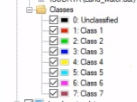 Classes
0: Unclassified
1: Class 1
2: Class 2
3: Class 3
4: Class 4
5: Class 5
6: Class 6
7: Class 7